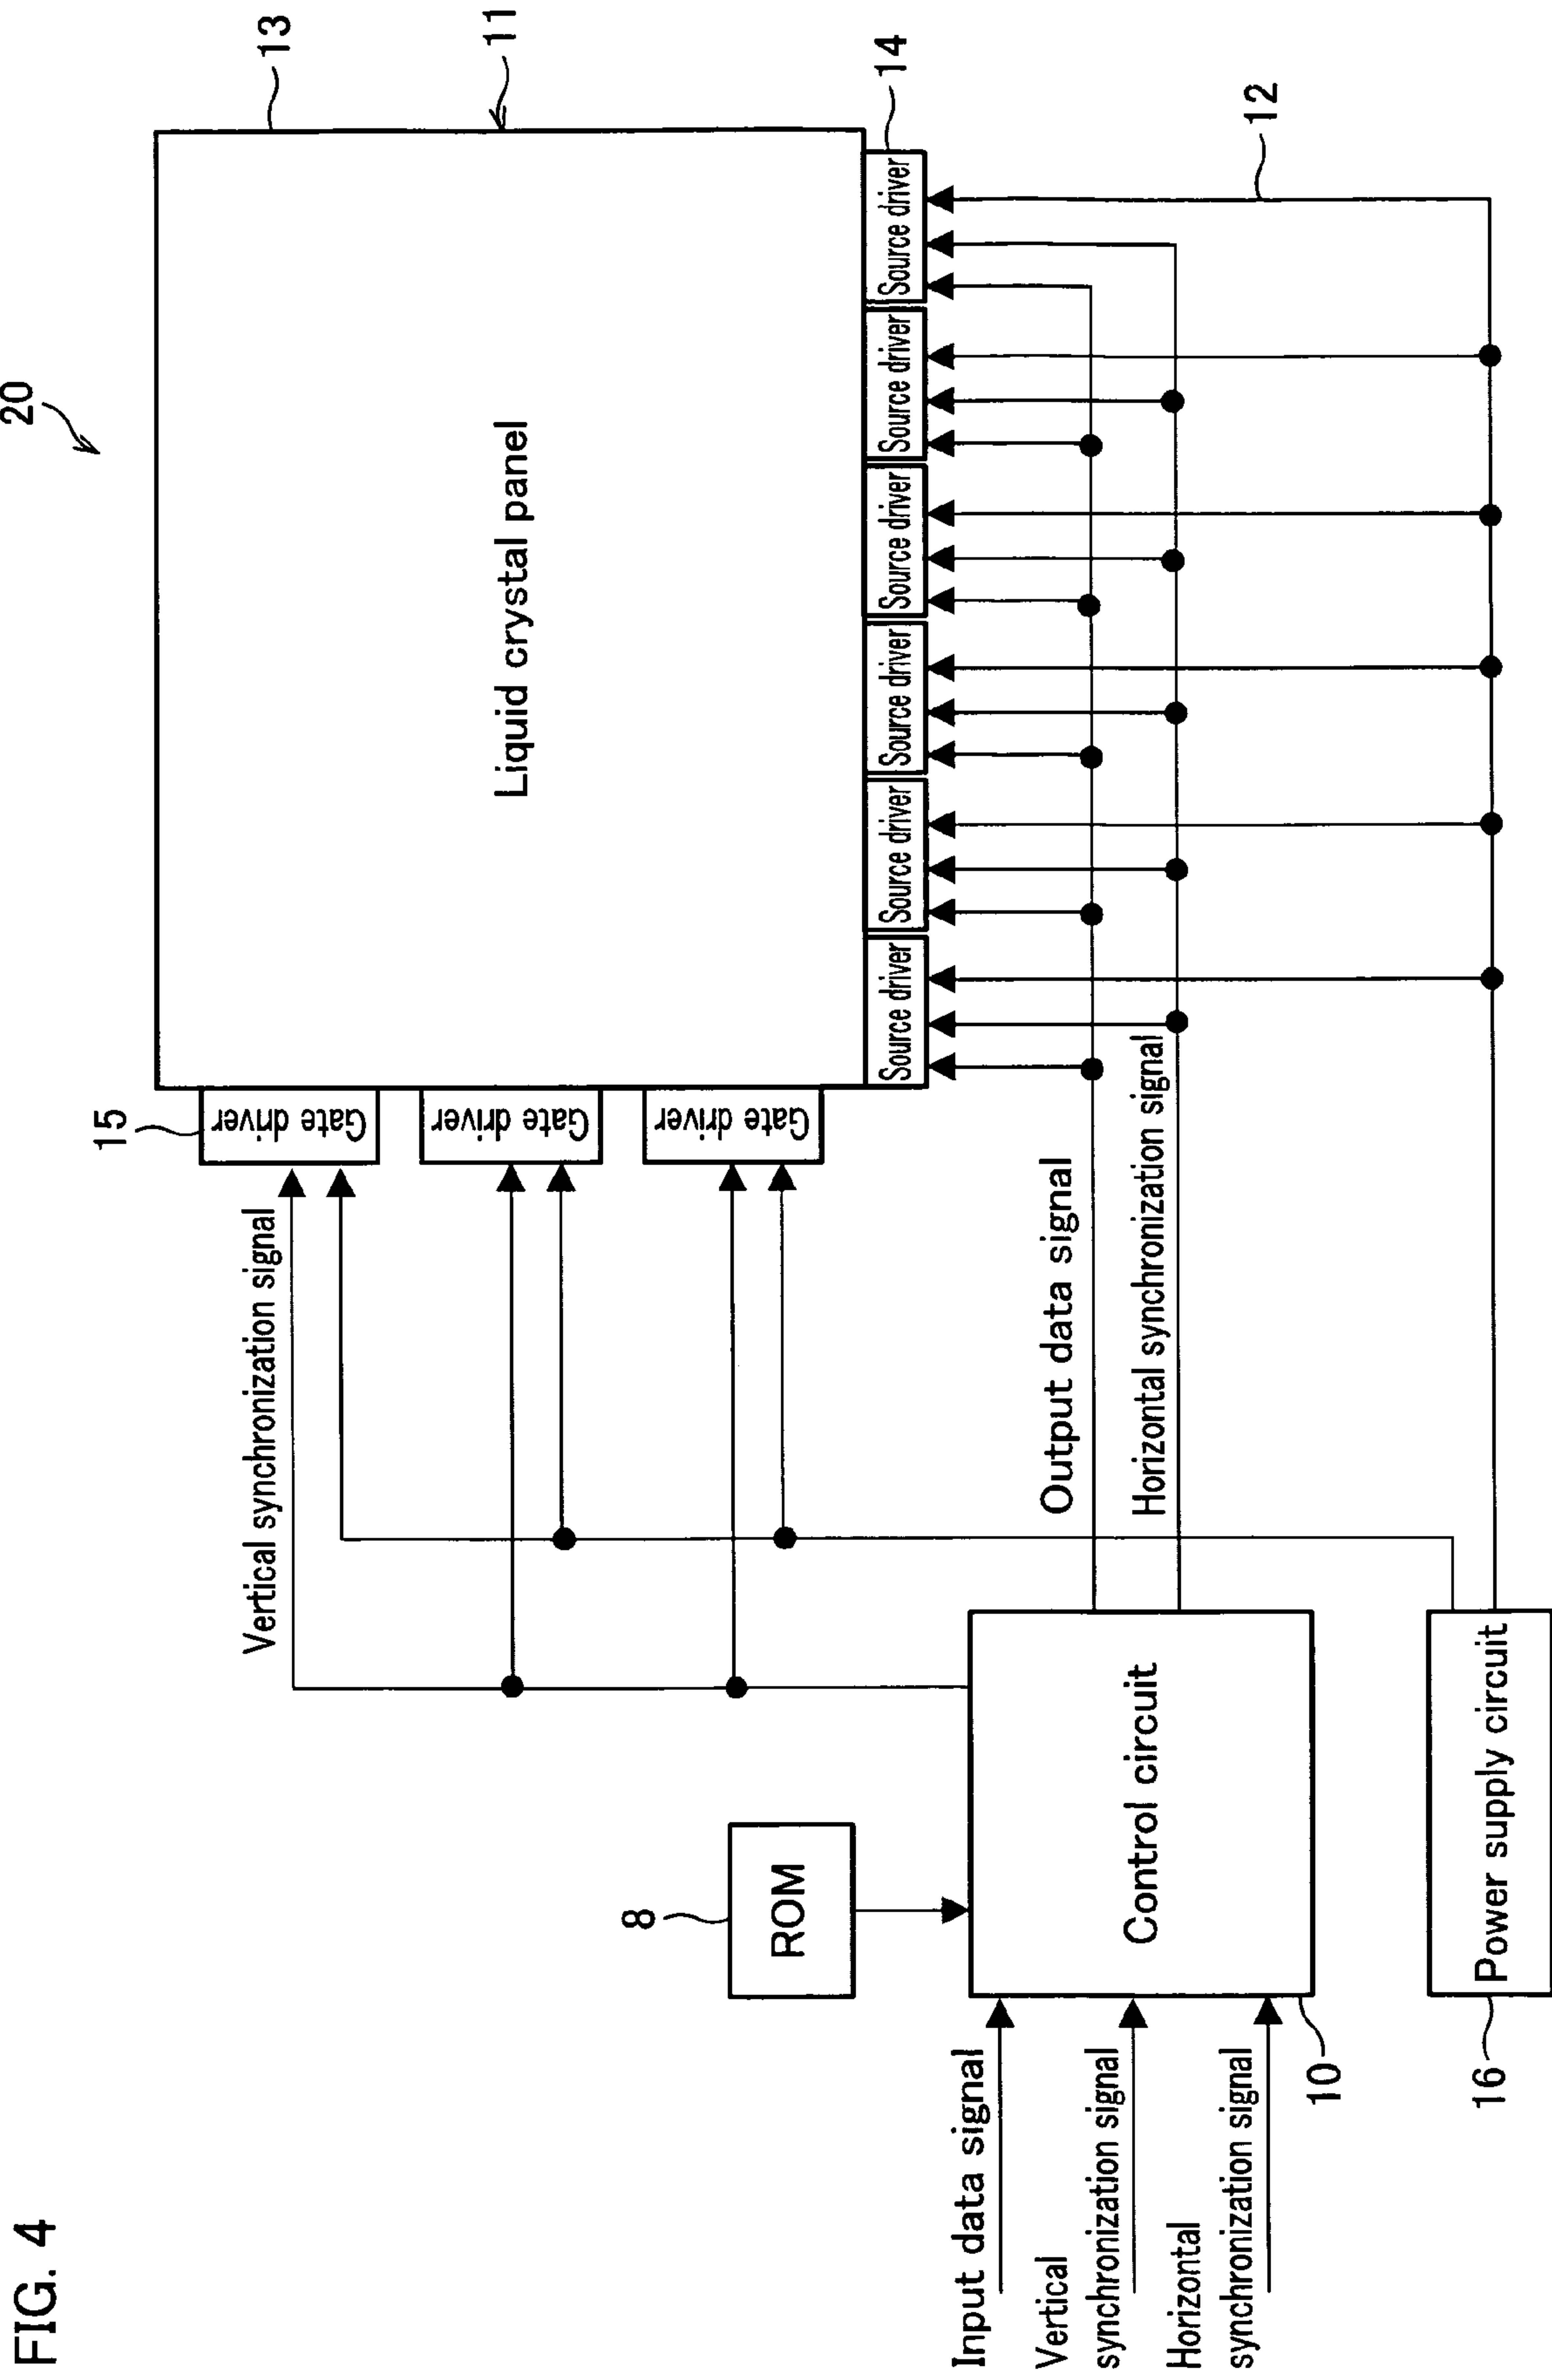 FIG. 4
20
13
11
Liquid crystal panel
15
Gate driver
Gate driver
Gate driver
14
Source driver
Source driver
Source driver
Source driver
Source driver
Source driver
12
Vertical synchronization signal
Output data signal
Horizontal synchronization signal
8
ROM
Control circuit
10
Input data signal
Vertical
synchronization signal
Horizontal
synchronization signal
Power supply circuit
16